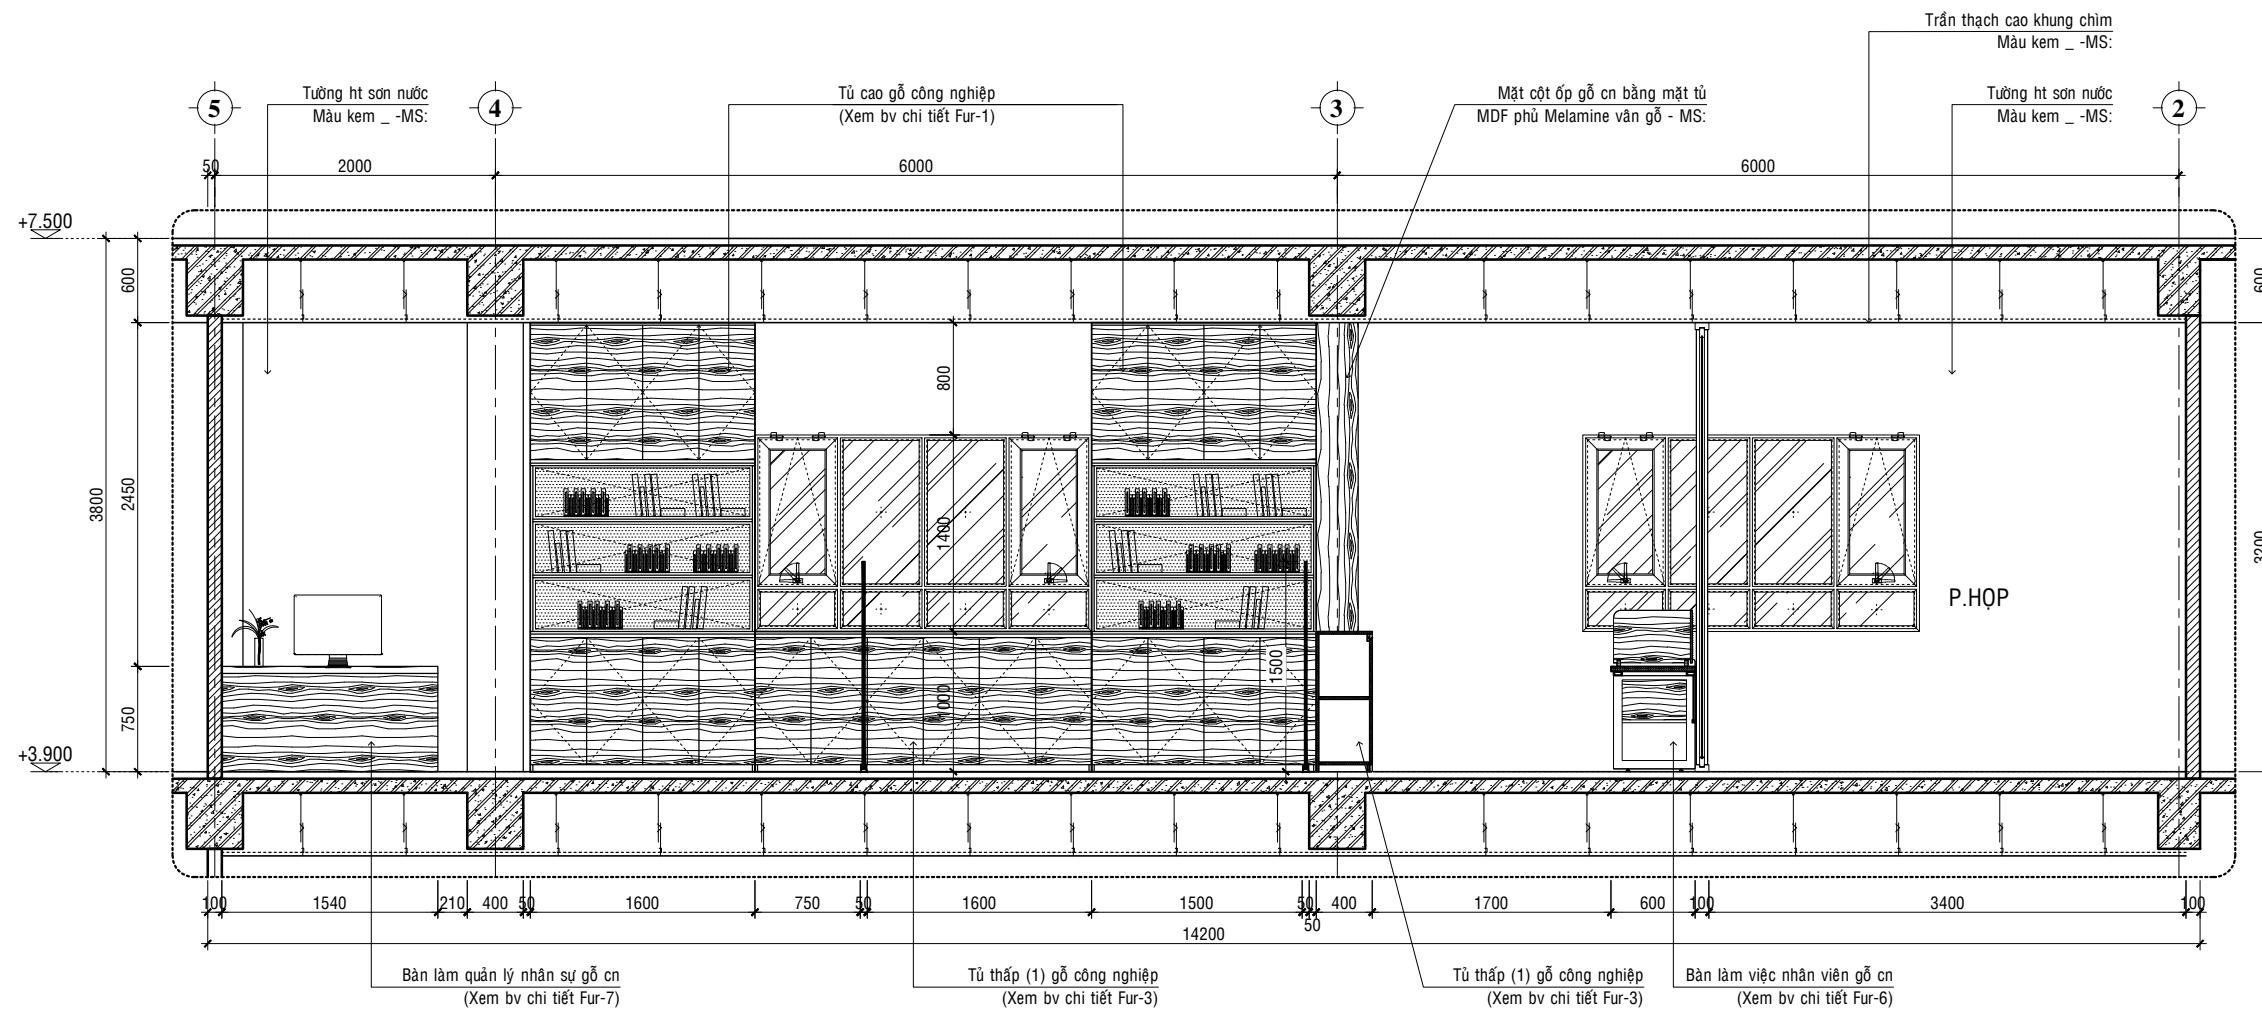 Trần thạch cao khung chìm
Màu kem _ -MS:
Tường ht sơn nước
Màu kem _ -MS:
Tủ cao gỗ công nghiệp
(Xem bv chi tiết Fur-1)
Mặt cột ốp gỗ cn bằng mặt tủ
MDF phủ Melamine vân gỗ - MS:
Tường ht sơn nước
Màu kem _ -MS:
5
4
3
2
50
2000
6000
6000
+7.500
600
600
800
3800
2450
1400
3200
P.HỌP
1500
1000
750
+3.900
100
1540
210
400
50
1600
750
50
1600
1500
50
50
400
1700
600
100
3400
100
14200
Bàn làm quản lý nhân sự gỗ cn
(Xem bv chi tiết Fur-7)
Tủ thấp (1) gỗ công nghiệp
(Xem bv chi tiết Fur-3)
Tủ thấp (1) gỗ công nghiệp
(Xem bv chi tiết Fur-3)
Bàn làm việc nhân viên gỗ cn
(Xem bv chi tiết Fur-6)